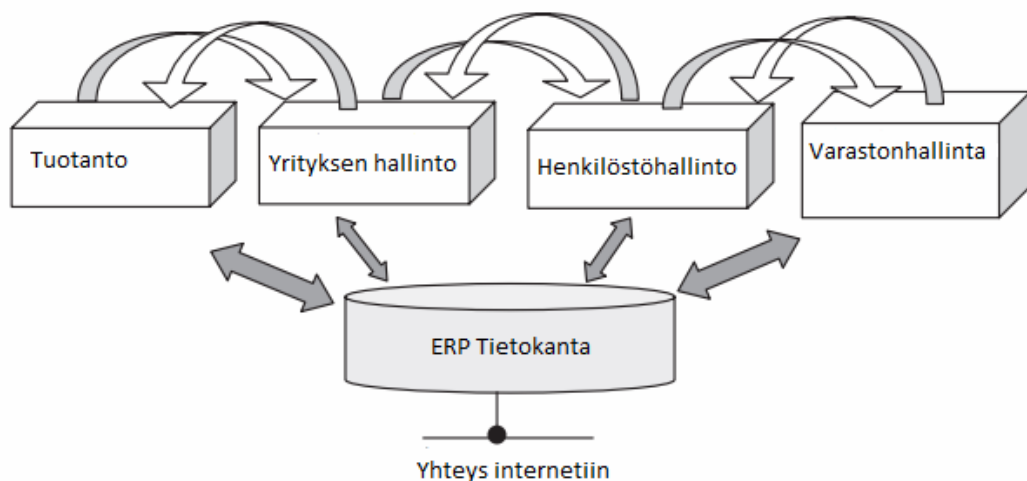 Tuotanto
Yrityksen hallinto
Henkilöstöhallinto
Varastonhallinta
ERP Tietokanta
Yhteys internetiin